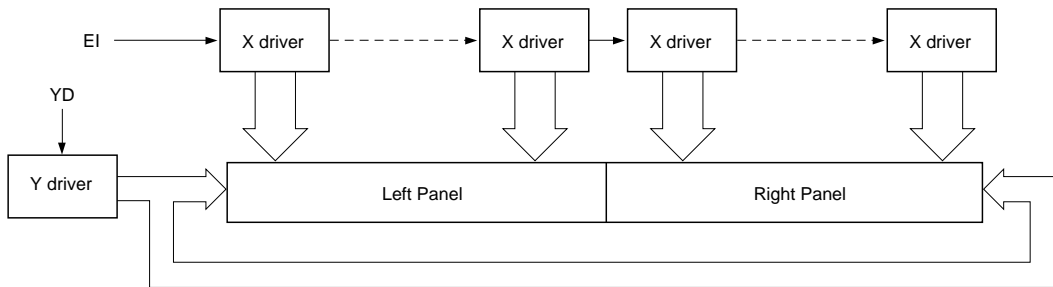 EI
X driver
X driver
X driver
X driver
YD
Y driver
Left Panel
Right Panel